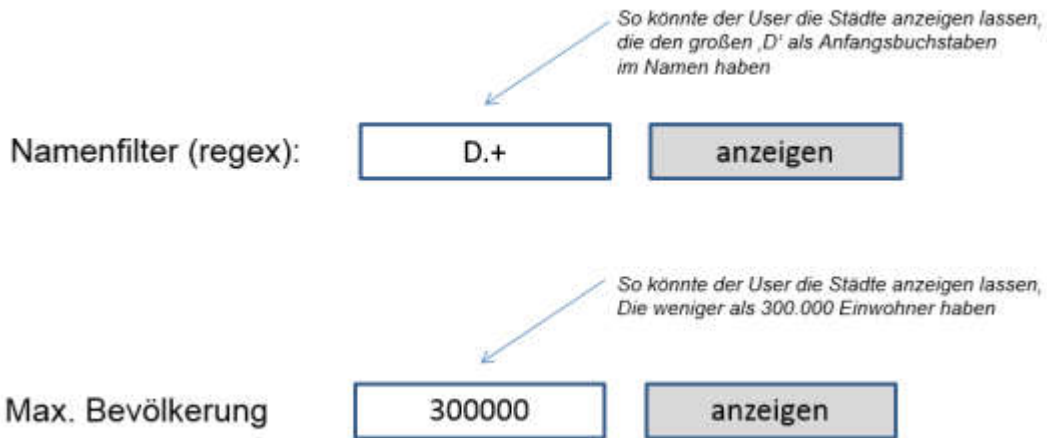 So könnte der User die Städte anzeigen lassen,
die den großen ‚D‘ als Anfangsbuchstaben
im Namen haben
Namenfilter (regex): D.+ anzeigen
So könnte der User die Städte anzeigen lassen,
Die weniger als 300.000 Einwohner haben
Max. Bevölkerung 300000 anzeigen